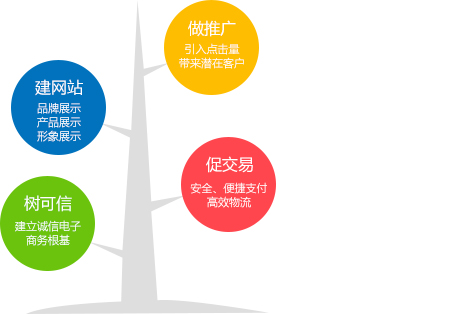 做推广
引入点击量
带来潜在客户
建网站
品牌展示
产品展示
形象展示
促交易
安全、便捷支付
高效物流
树可信
建立诚信电子
商务根基